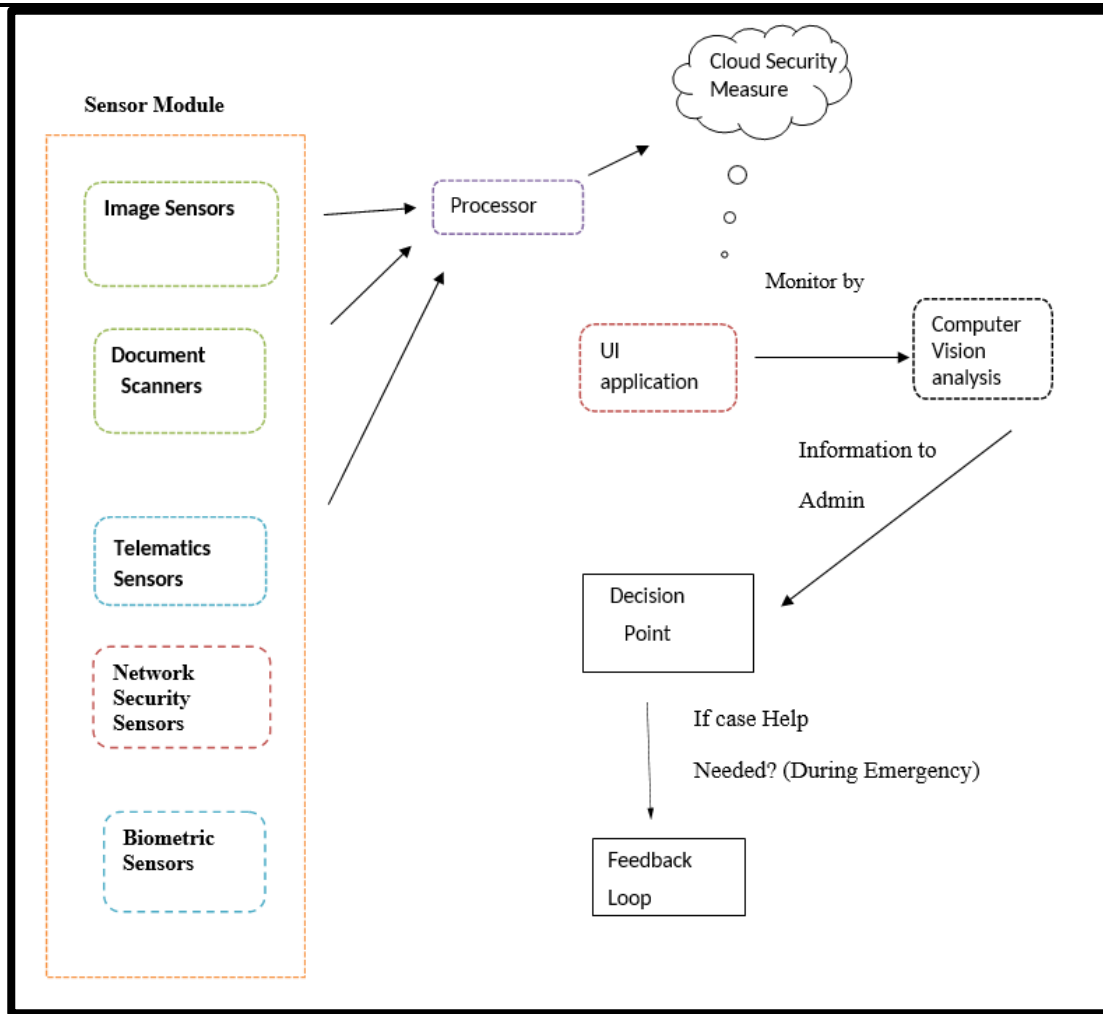 Cloud Security
Measure
Sensor Module
Image Sensors
Processor
Document
Scanners
Telematics
Sensors
Network
Security
Sensors
Biometric
Sensors
Monitor by
UI
application
Computer
Vision
analysis
Information to
Admin
Decision
Point
If case Help
Needed? (During Emergency)
Feedback
Loop